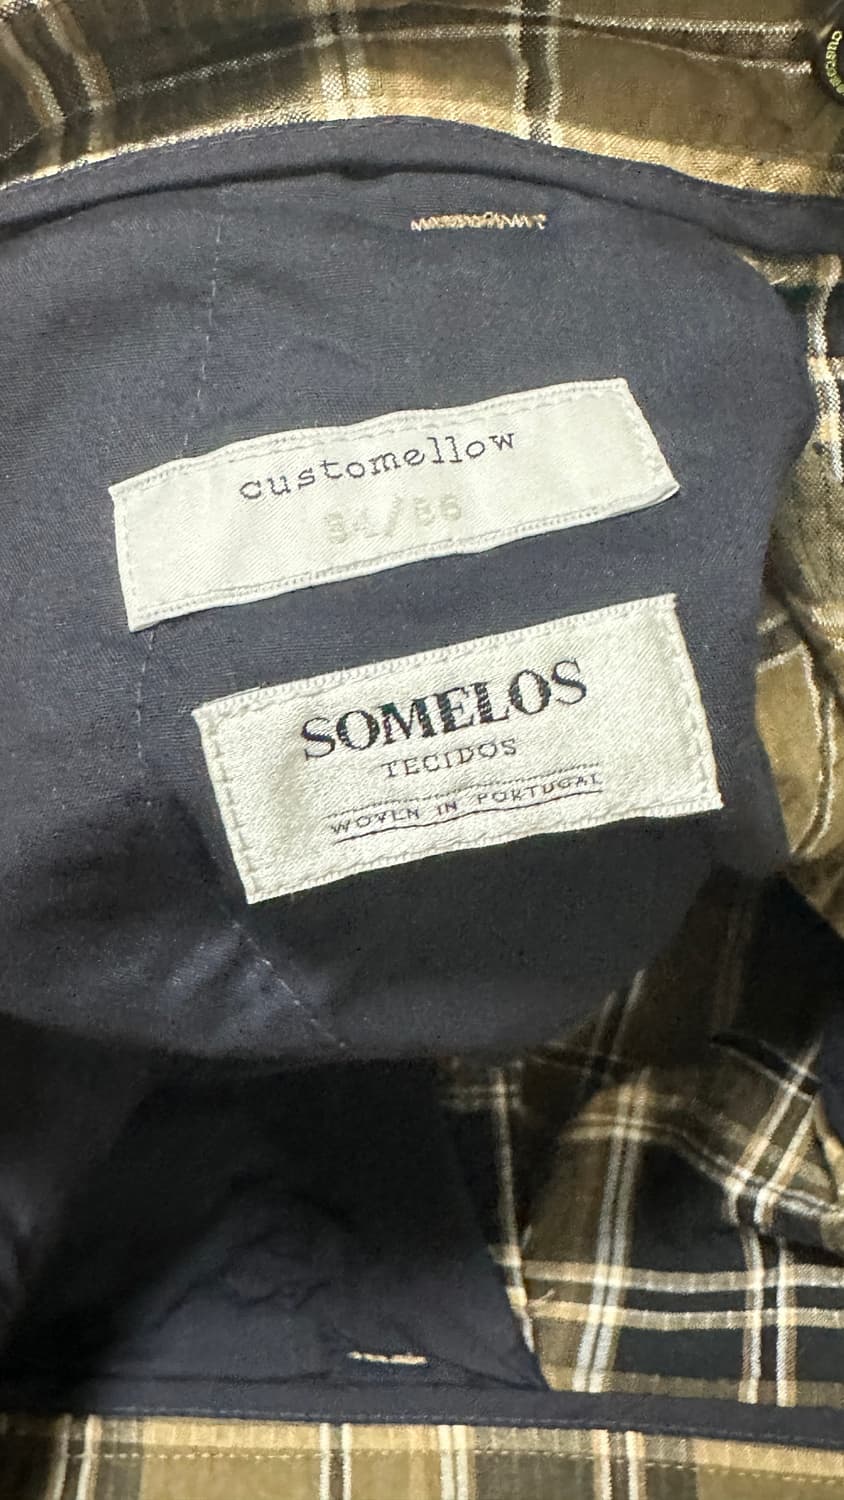 customellow
SOMELOS
TECIDOS
WOVEN IN PORTUGAL